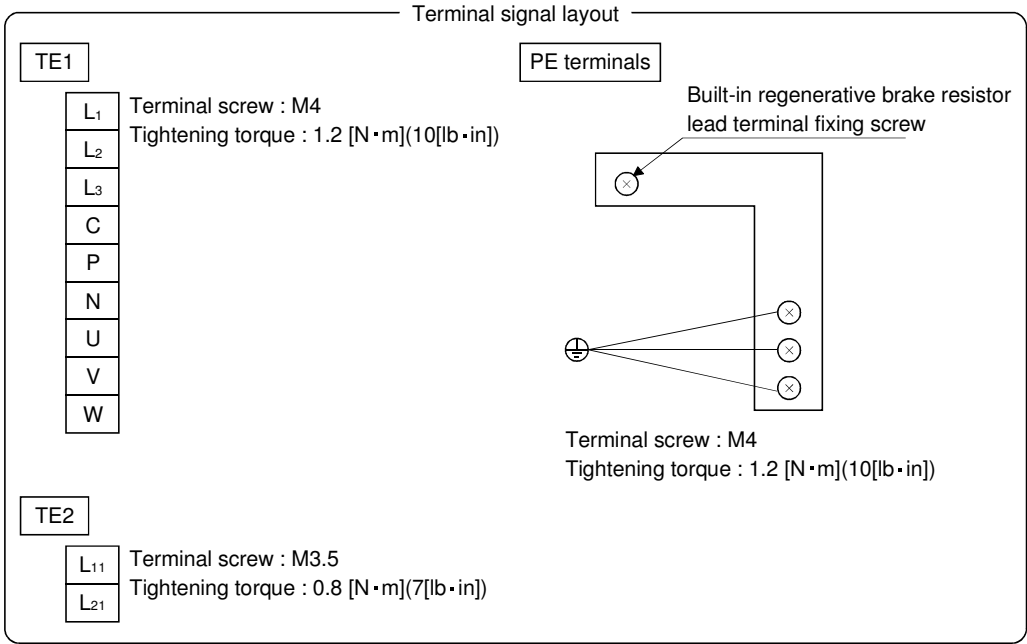 Terminal signal layout
TE1
L1
L2
L3
C
P
N
U
V
W
Terminal screw : M4
Tightening torque : 1.2 [N▪m](10[lb▪in])
PE terminals
Built-in regenerative brake resistor
lead terminal fixing screw
Terminal screw : M4
Tightening torque : 1.2 [N▪m](10[lb▪in])
TE2
L11
L21
Terminal screw : M3.5
Tightening torque : 0.8 [N▪m](7[lb▪in])